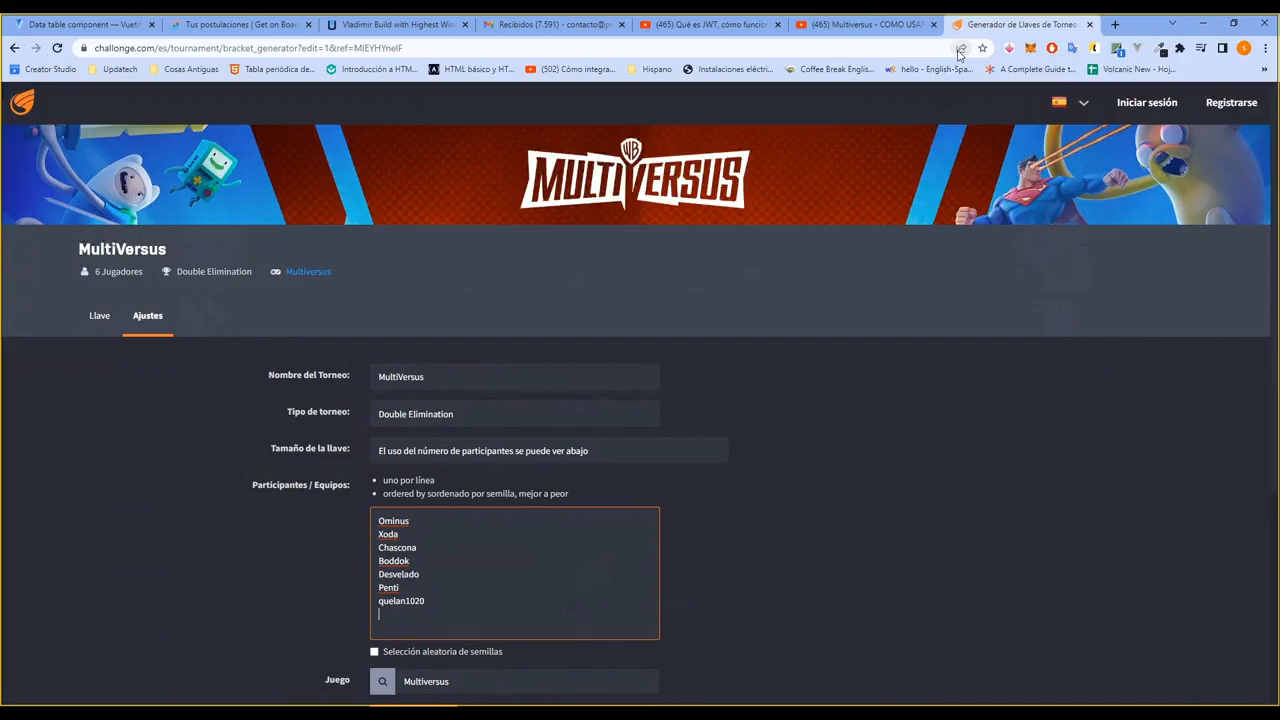 Data table component — Vueti
Tus postulaciones | Get on Boar
Vladimir Build with Highest Win
Recibidos (7.591) - contacto@pe
(465) Qué es JWT, cómo funcion
(465) Multiversus - COMO USAR
Generador de Llaves de Torneo
challonge.com/es/tournament/bracket_generator?edit=1&ref=MIEYHYnelF
Creator Studio
Updatech
Cosas Antiguas
Tabla periódica de...
Introducción a HTM...
HTML básico y HT...
(502) Cómo integra...
Hispano
Instalaciones eléctri...
Coffee Break Englis...
hello - English-Spa...
A Complete Guide t...
Volcanic New - Hoj...
Iniciar sesión
Registrarse
WB
MULTIVERSUS
MultiVersus
6 Jugadores
Double Elimination
Multiversus
Llave
Ajustes
Nombre del Torneo:
MultiVersus
Tipo de torneo:
Double Elimination
Tamaño de la llave:
El uso del número de participantes se puede ver abajo
Participantes / Equipos:
uno por línea
ordered by sordenado por semilla, mejor a peor
Ominus
Xoda
Chascona
Boddok
Desvelado
Penti
quelan1020
Selección aleatoria de semillas
Juego
Multiversus